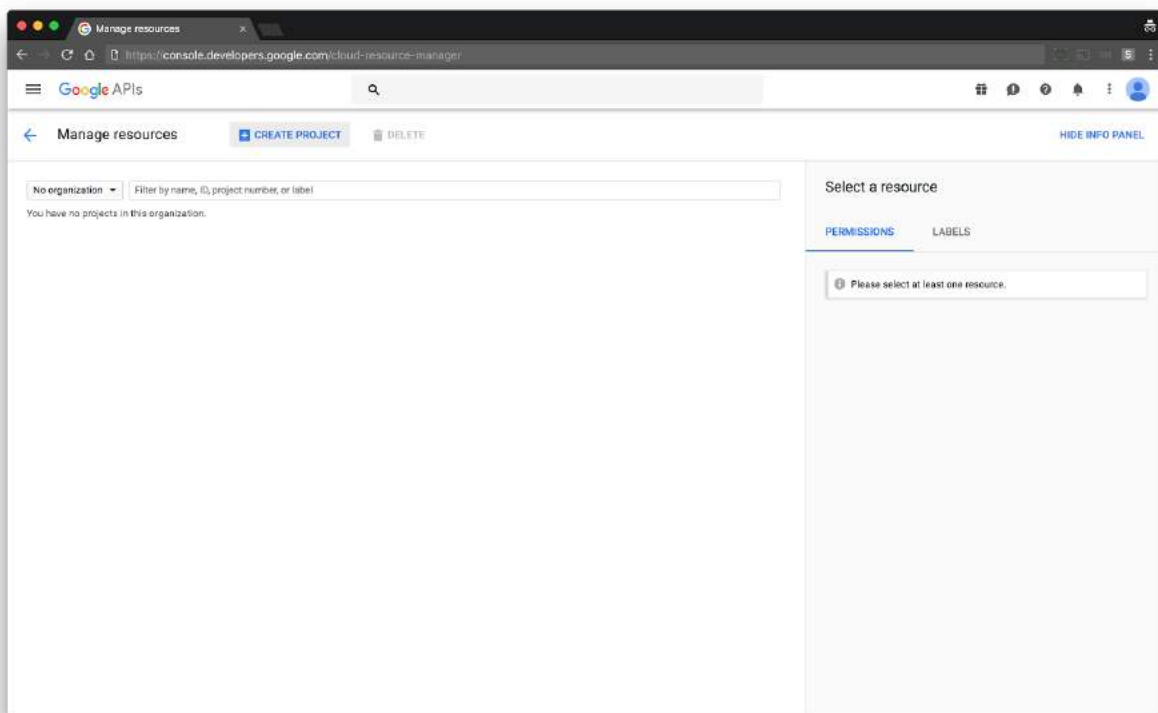 Manage resources
https://console.developers.google.com/cloud-resource-manager
S
Google APIs
Manage resources
CREATE PROJECT
DELETE
HIDE INFO PANEL
No organization
Filter by name, ID, project number, or label
You have no projects in this organization.
Select a resource
PERMISSIONS
LABELS
Please select at least one resource.